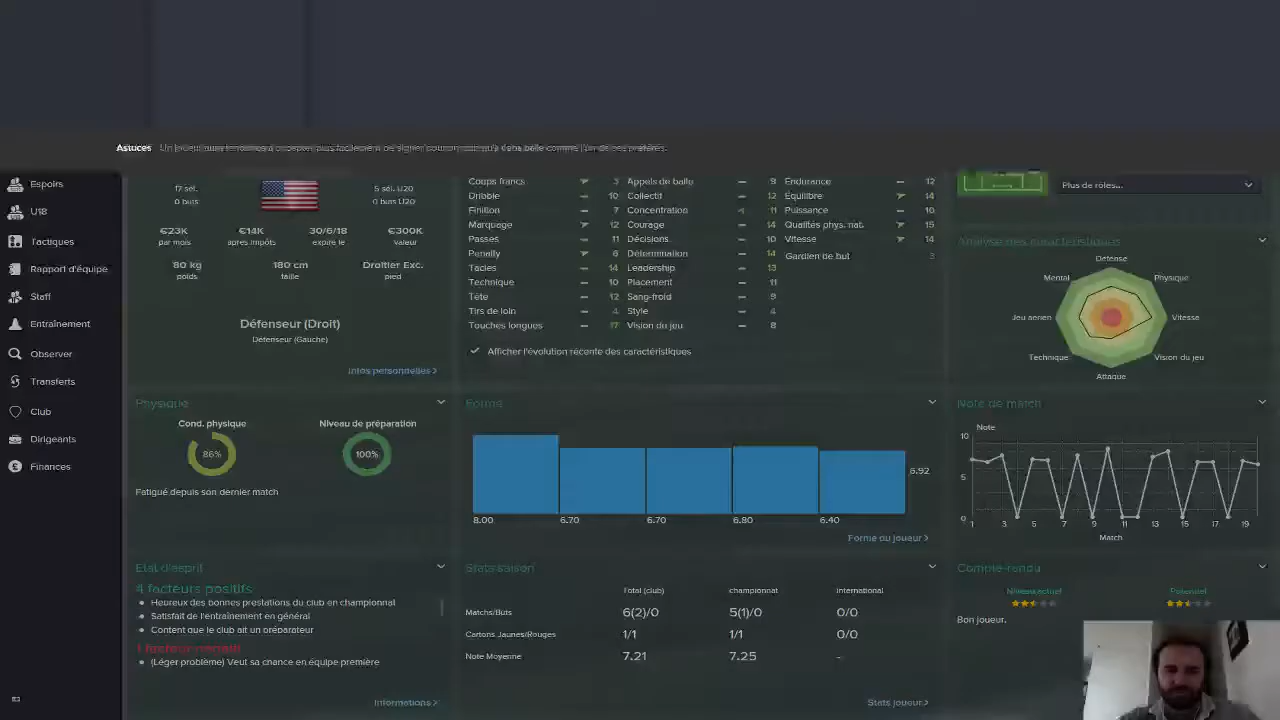 Astuces
Espoirs
U18
Tactiques
Rapport d'équipe
Staff
Entraînement
Observer
Transferts
Club
Dirigeants
Finances
17 sél.
0 buts
5 sél. U20
0 buts U20
€23K
par mois
€14K
après impôts
30/6/18
expire le
€300K
valeur
80 kg
poids
180 cm
taille
Droitier Exc.
pied
Défenseur (Droit)
Défenseur (Gauche)
Infos personnelles
Coups francs 3
Dribble 10
Finition 7
Marquage 12
Passes 11
Penalty 6
Tacles 14
Technique 10
Tête 12
Tirs de loin 4
Touches longues 17
Appels de balle 9
Collectif 12
Concentration 11
Courage 14
Décisions 10
Détermination 14
Leadership 13
Placement 11
Sang-froid 9
Style 4
Vision du jeu 8
Endurance 12
Equilibre 14
Puissance 10
Qualités phys. nat. 15
Vitesse 14
Gardien de but 3
Afficher l'évolution récente des caractéristiques
Plus de roles...
Analyse des caractéristiques
Défense
Mental
Physique
Jeu aérien
Vitesse
Technique
Vision du jeu
Attaque
Physique
Cond. physique
Niveau de préparation
86%
100%
Fatigué depuis son dernier match
Forme
6.92
8.00 6.70 6.70 6.80 6.40
Forme du joueur
Note de match
Note
10
5
0
1 3 5 7 9 11 13 15 17 19
Match
Etat d'esprit
4 facteurs positifs
Heureux des bonnes prestations du club en championnat
Satisfait de l'entraînement en général
Content que le club ait un préparateur
1 facteur négatif
(Léger problème) Veut sa chance en équipe première
Informations
Stats saison
Total (club) championnat International
Matchs/Buts 6(2)/0 5(1)/0 0/0
Cartons Jaunes/Rouges 1/1 1/1 0/0
Note Moyenne 7.21 7.25 -
Stats joueur
Compte-rendu
Niveau actuel
Potentiel
Bon joueur.